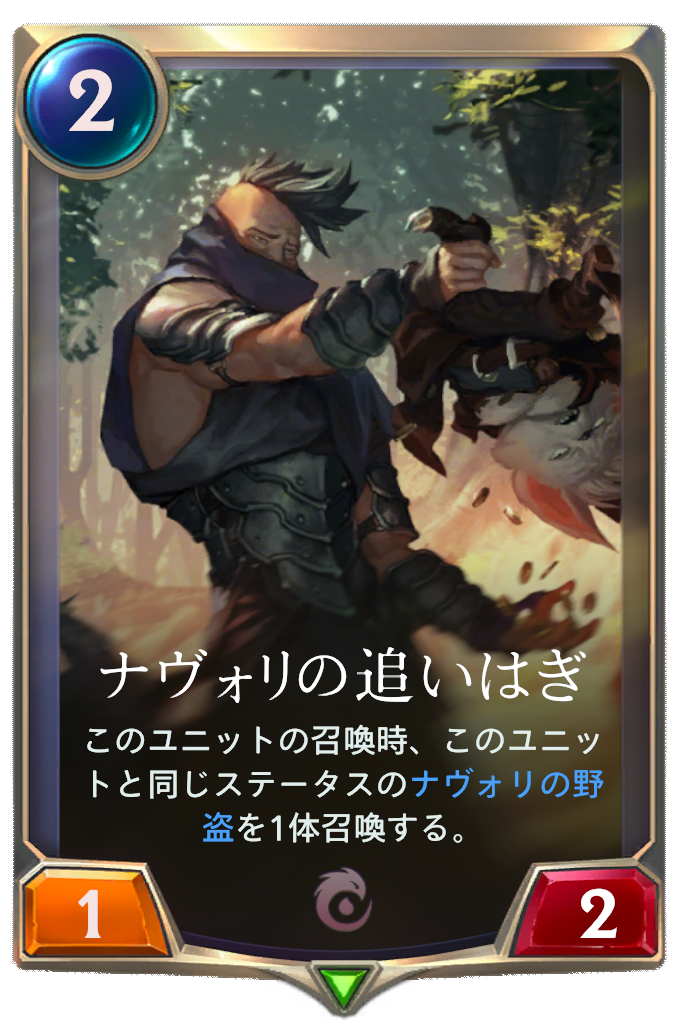 2
ナヴォリの追いはぎ
このユニットの召喚時、このユニッ
トと同じステータスのナヴォリの野
盗を1体召喚する。
1
2